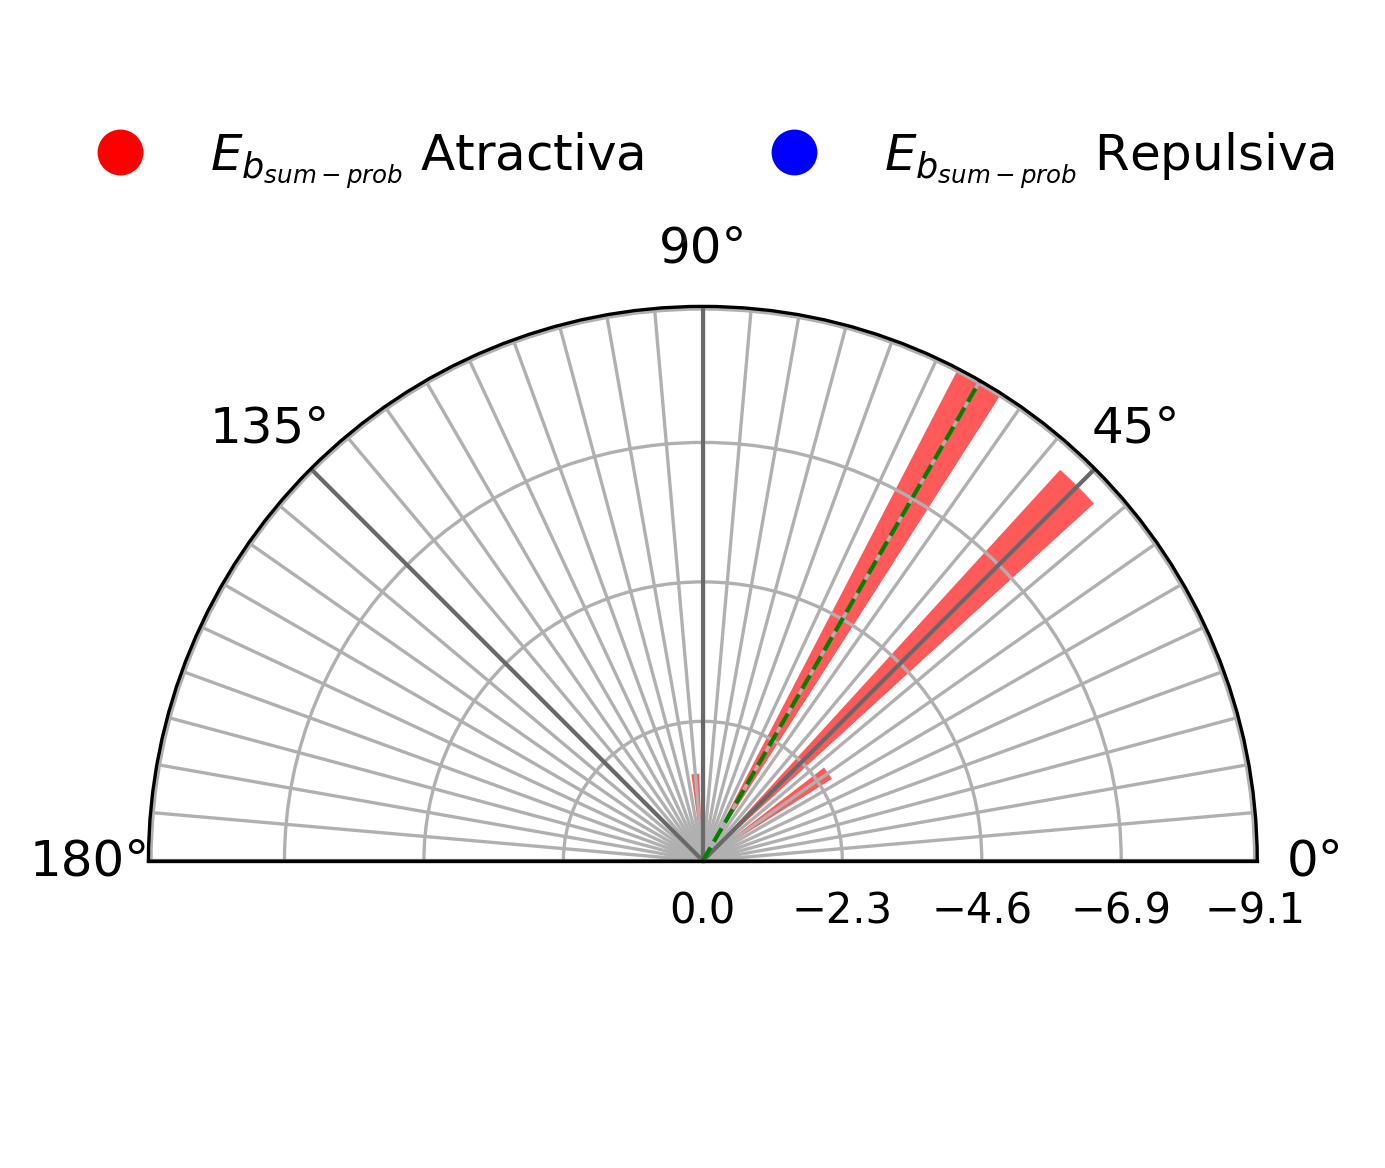 E_{b_{sum-prob}} Atractiva E_{b_{sum-prob}} Repulsiva
90°
135° 45°
180° 0°
0.0 −2.3 −4.6 −6.9 −9.1